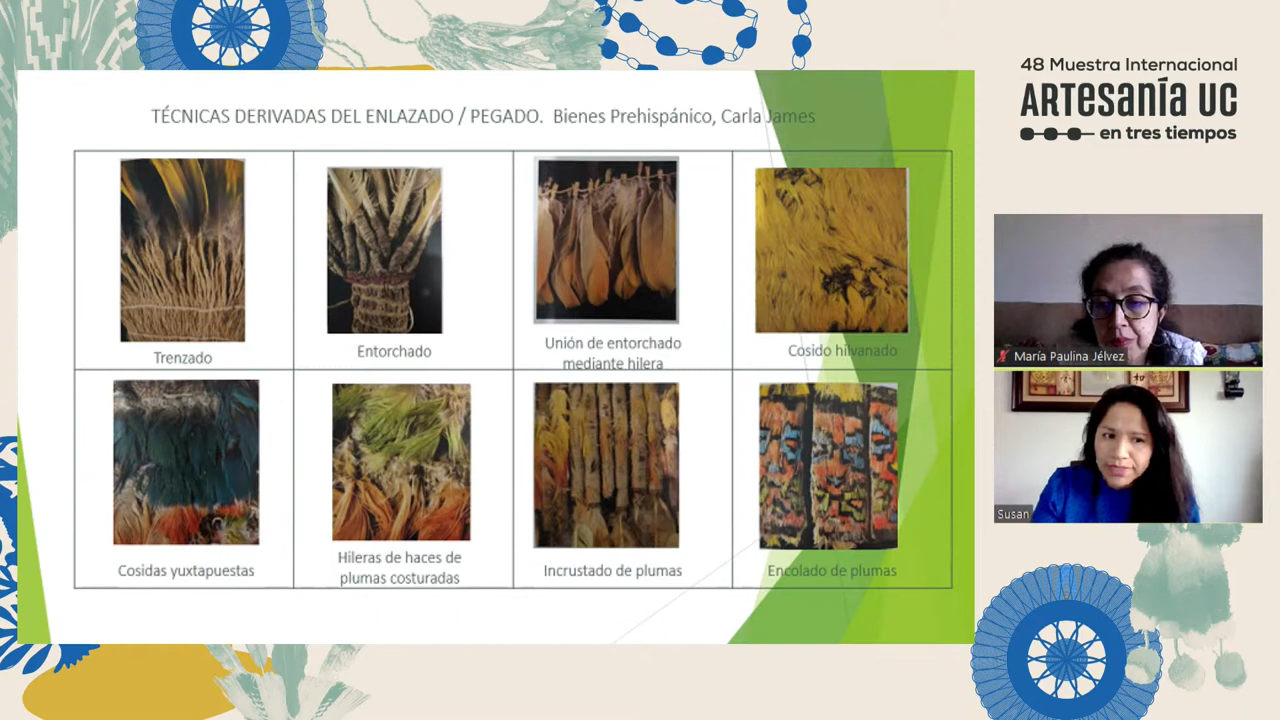 TÉCNICAS DERIVADAS DEL ENLAZADO / PEGADO. Bienes Prehispánico, Carla James
Trenzado
Entorchado
Unión de entorchado
mediante hilera
Cosido hilvanado
Cosidas yuxtapuestas
Hileras de haces de
plumas costuradas
Incrustado de plumas
Encolado de plumas
48 Muestra Internacional
ARTesanía UC
en tres tiempos
María Paulina Jélvez
Susan